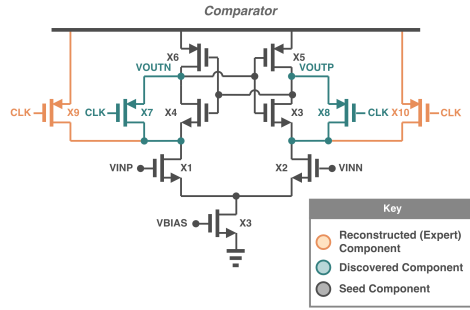 Comparator
X6
X5
VOUTN
VOUTP
CLK
X9
CLK
X7
X4
X3
X8
CLK
X10
CLK
VINP
X1
X2
VINN
VBIAS
X3
Key
Reconstructed (Expert)
Component
Discovered Component
Seed Component